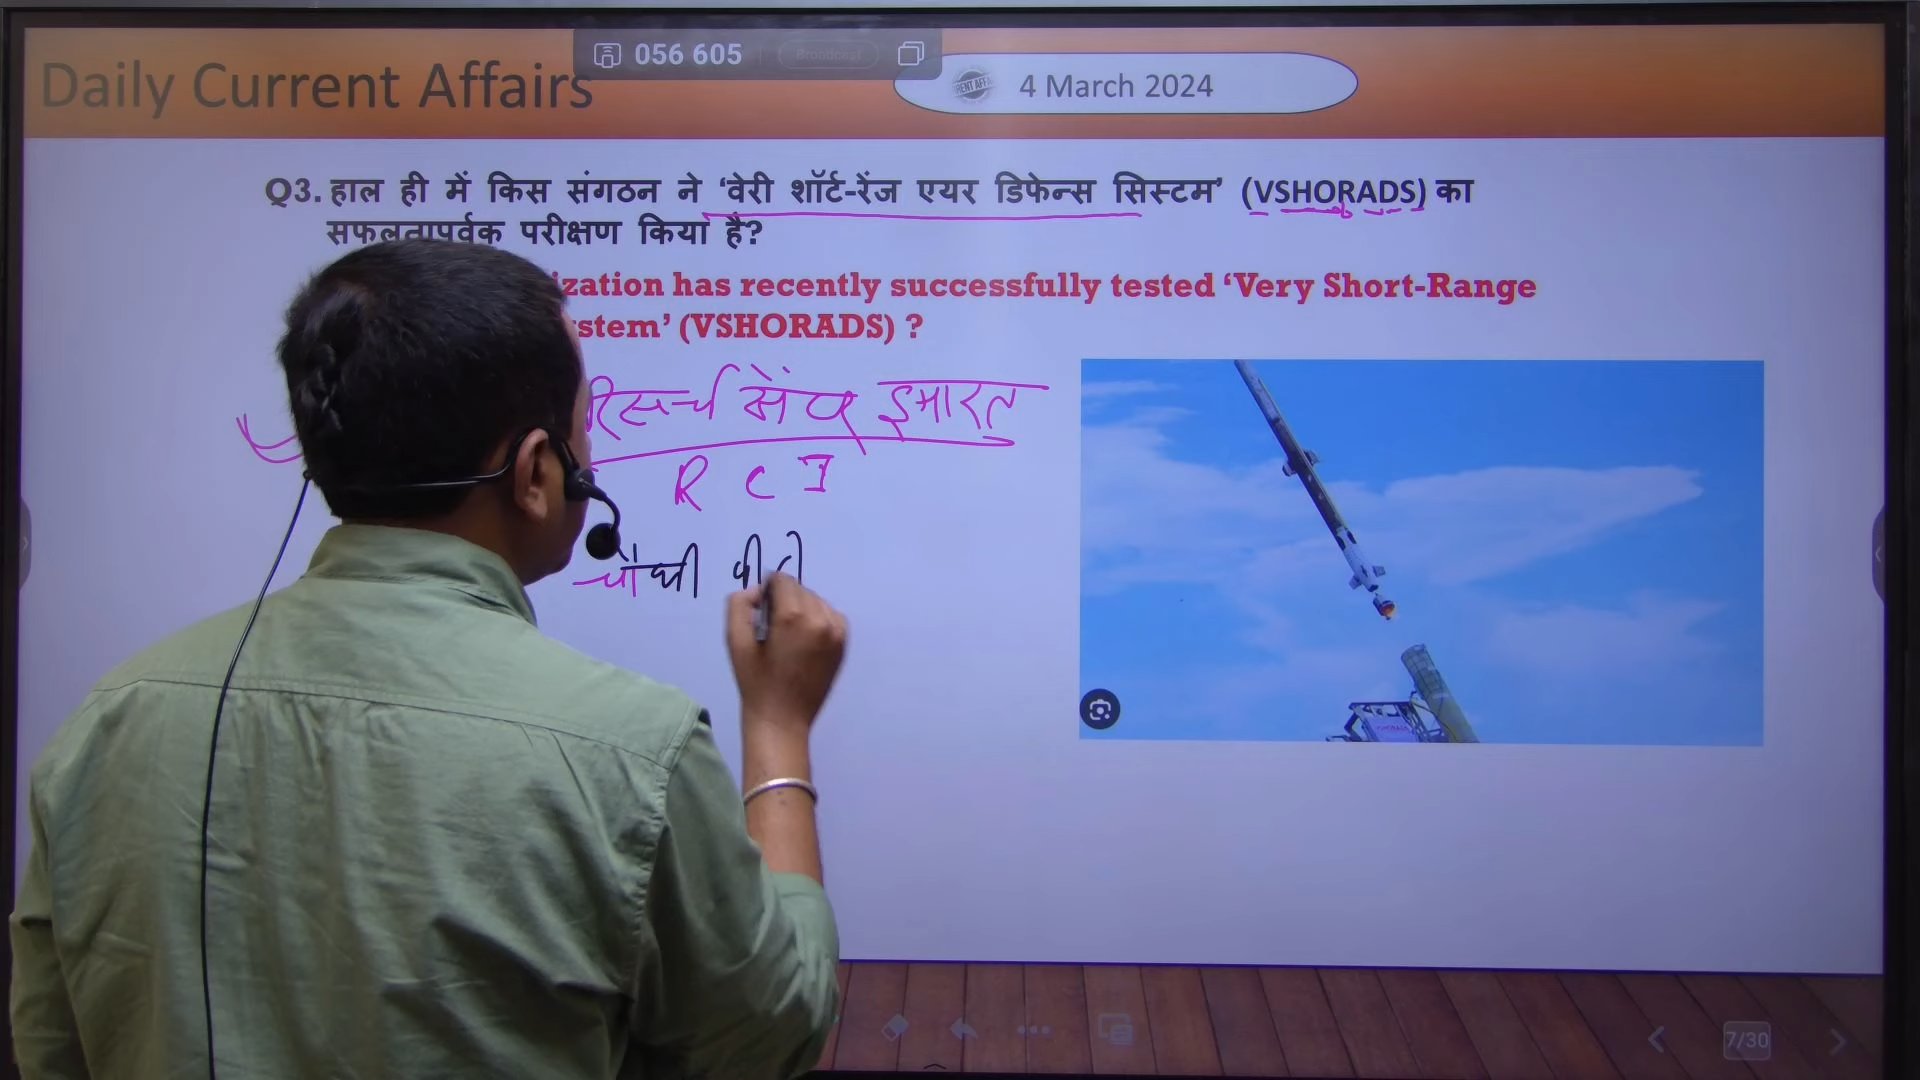 056 605 Broadcast
Daily Current Affairs
4 March 2024
Q3. हाल ही में किस संगठन ने ‘वेरी शॉर्ट-रेंज एयर डिफेन्स सिस्टम’ (VSHORADS) का
सफलतापूर्वक परीक्षण किया है?
ization has recently successfully tested ‘Very Short-Range
stem’ (VSHORADS) ?
रिसर्च सेंटर इमारत
R C I
चौथी पी
7/30